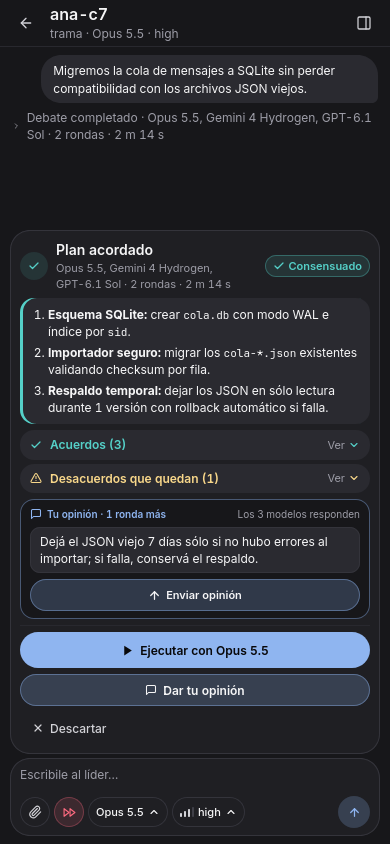 ana-c7
trama · Opus 5.5 · high
Migremos la cola de mensajes a SQLite sin perder
compatibilidad con los archivos JSON viejos.
Debate completado · Opus 5.5, Gemini 4 Hydrogen, GPT-6.1
Sol · 2 rondas · 2 m 14 s
Plan acordado
Opus 5.5, Gemini 4 Hydrogen,
GPT-6.1 Sol · 2 rondas · 2 m 14 s
Consensuado
1. Esquema SQLite: crear cola.db con modo WAL e
índice por sid.
2. Importador seguro: migrar los cola-*.json existentes
validando checksum por fila.
3. Respaldo temporal: dejar los JSON en sólo lectura
durante 1 versión con rollback automático si falla.
Acuerdos (3)
Ver
Desacuerdos que quedan (1)
Ver
Tu opinión · 1 ronda más
Los 3 modelos responden
Dejá el JSON viejo 7 días sólo si no hubo errores al
importar; si falla, conservá el respaldo.
Enviar opinión
Ejecutar con Opus 5.5
Dar tu opinión
Descartar
Escribile al líder...
Opus 5.5
high